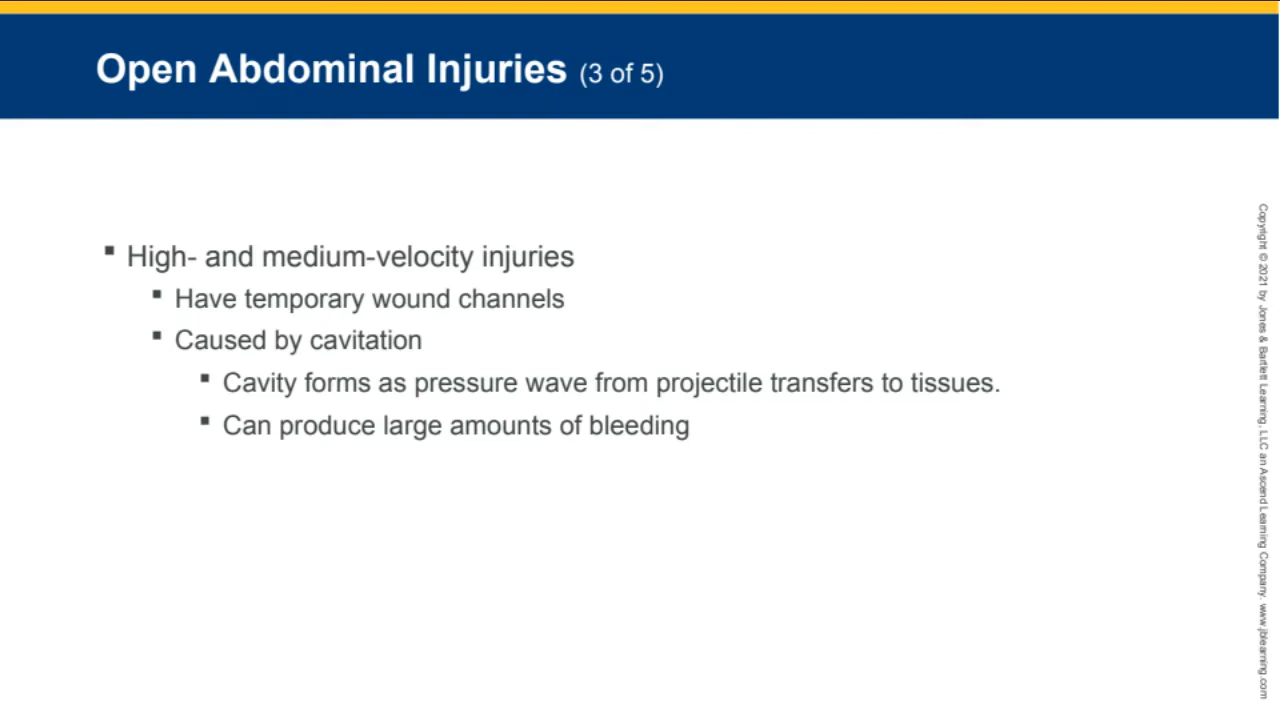 Open Abdominal Injuries (3 of 5)
▪ High- and medium-velocity injuries
▪ Have temporary wound channels
▪ Caused by cavitation
▪ Cavity forms as pressure wave from projectile transfers to tissues.
▪ Can produce large amounts of bleeding
Copyright © 2021 by Jones & Bartlett Learning, LLC an Ascend Learning Company. www.jblearning.com